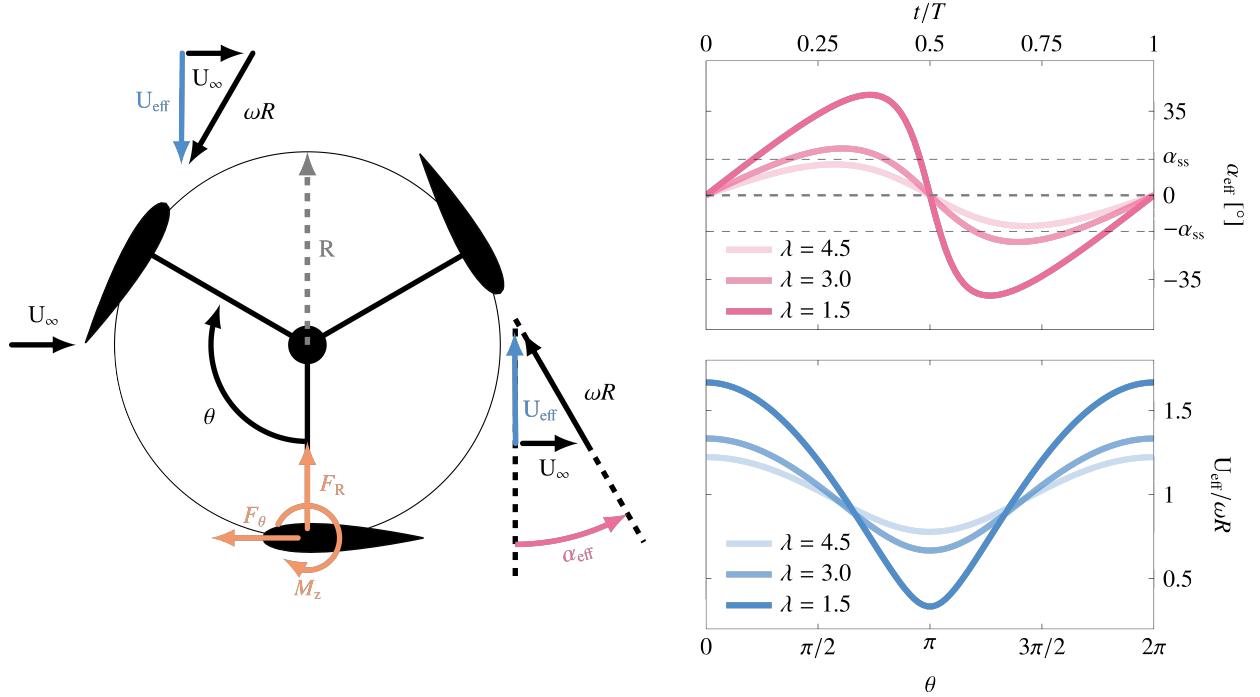 U∞
U_eff
ωR
R
U∞
θ
F_R
F_θ
M_z
ωR
U_eff
U∞
α_eff
t/T
0 0.25 0.5 0.75 1
35
α_ss
0
−α_ss
−35
α_eff [°]
λ = 4.5
λ = 3.0
λ = 1.5
1.5
1
0.5
U_eff/ωR
λ = 4.5
λ = 3.0
λ = 1.5
0 π/2 π 3π/2 2π
θ